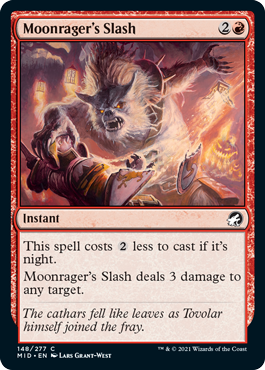 Moonrager's Slash 2
Instant
This spell costs 2 less to cast if it's
night.
Moonrager's Slash deals 3 damage to
any target.
The cathars fell like leaves as Tovolar
himself joined the fray.
148/277 C
MID • EN Lars Grant-West ™ & © 2021 Wizards of the Coast